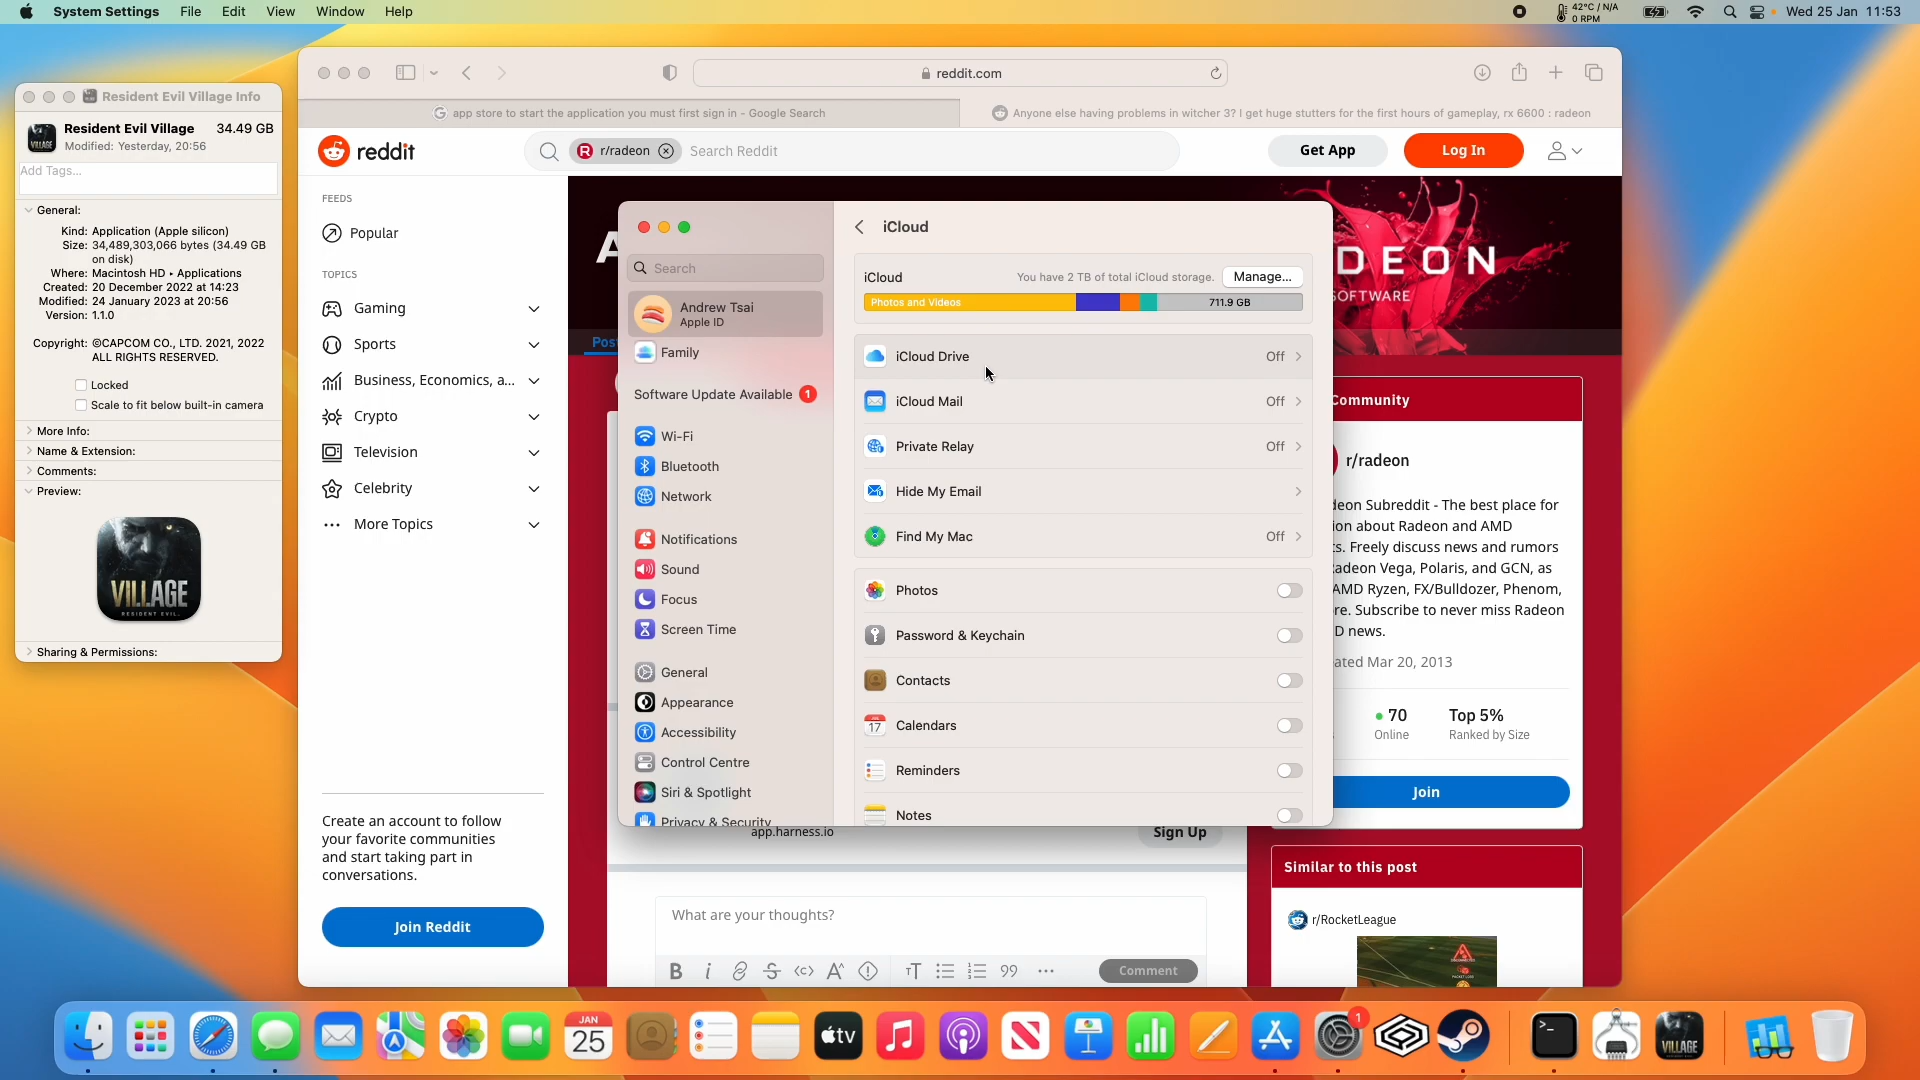 System Settings File Edit View Window Help
42°C / N/A
0 RPM
Wed 25 Jan 11:53
Resident Evil Village Info
Resident Evil Village 34.49 GB
Modified: Yesterday, 20:56
Add Tags...
General:
Kind: Application (Apple silicon)
Size: 34,489,303,066 bytes (34.49 GB
on disk)
Where: Macintosh HD ▸ Applications
Created: 20 December 2022 at 14:23
Modified: 24 January 2023 at 20:56
Version: 1.1.0
Copyright: ©CAPCOM CO., LTD. 2021, 2022
ALL RIGHTS RESERVED.
Locked
Scale to fit below built-in camera
More Info:
Name & Extension:
Comments:
Preview:
VILLAGE
RESIDENT EVIL
Sharing & Permissions:
reddit.com
app store to start the application you must first sign in - Google Search
Anyone else having problems in witcher 3? I get huge stutters for the first hours of gameplay, rx 6600 : radeon
reddit
r/radeon
Search Reddit
Get App
Log In
FEEDS
Popular
TOPICS
Gaming
Sports
Business, Economics, a...
Crypto
Television
Celebrity
More Topics
Create an account to follow
your favorite communities
and start taking part in
conversations.
Join Reddit
Search
Andrew Tsai
Apple ID
Family
Software Update Available 1
Wi-Fi
Bluetooth
Network
Notifications
Sound
Focus
Screen Time
General
Appearance
Accessibility
Control Centre
Siri & Spotlight
Privacy & Security
iCloud
iCloud
You have 2 TB of total iCloud storage.
Manage...
Photos and Videos
711.9 GB
iCloud Drive Off
iCloud Mail Off
Private Relay Off
Hide My Email
Find My Mac Off
Photos
Password & Keychain
Contacts
17 Calendars
Reminders
Notes
DEON
SOFTWARE
Community
r/radeon
deon Subreddit - The best place for
ion about Radeon and AMD
ts. Freely discuss news and rumors
adeon Vega, Polaris, and GCN, as
AMD Ryzen, FX/Bulldozer, Phenom,
re. Subscribe to never miss Radeon
D news.
ated Mar 20, 2013
70
Online
Top 5%
Ranked by Size
Join
Similar to this post
r/RocketLeague
app.harness.io
Sign Up
What are your thoughts?
Comment
JAN
25
tv
1
VILLAGE